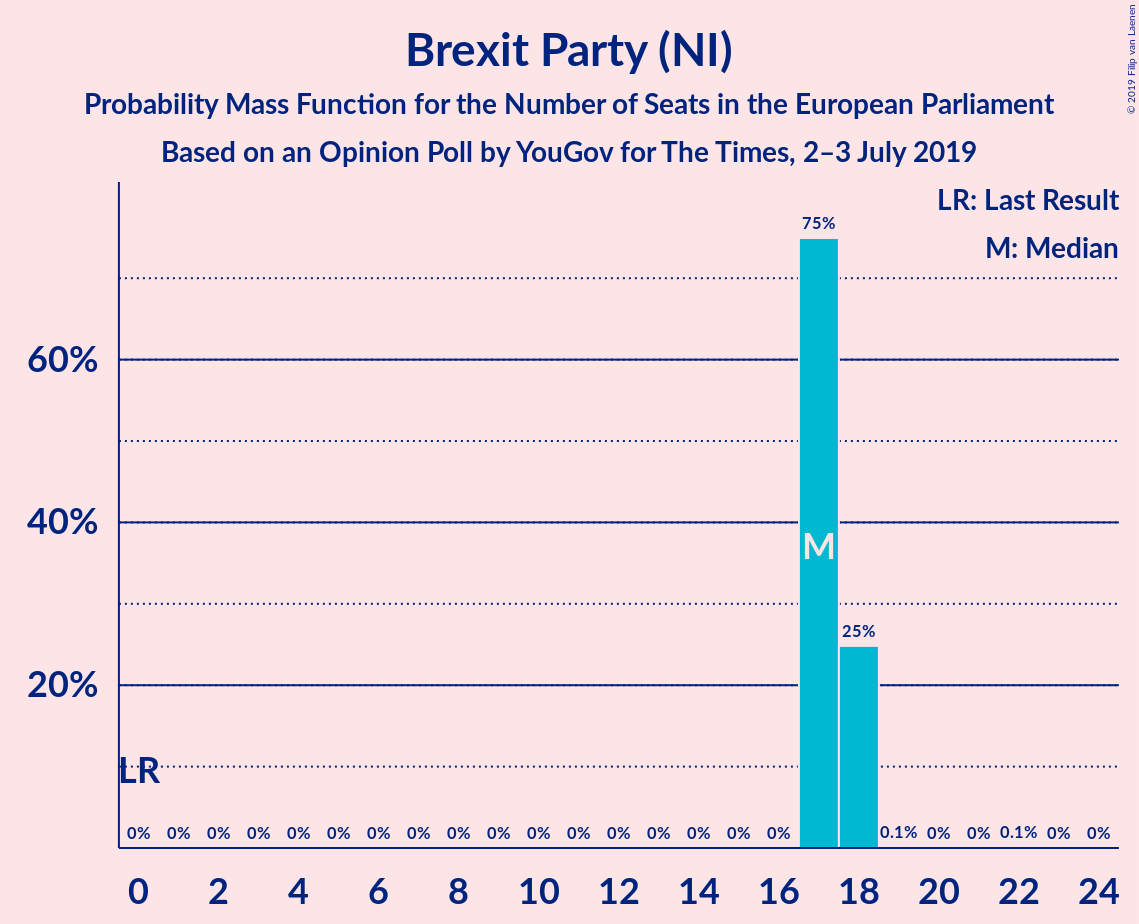 Brexit Party (NI)
Probability Mass Function for the Number of Seats in the European Parliament
Based on an Opinion Poll by YouGov for The Times, 2–3 July 2019
© 2019 Filip van Laenen
LR: Last Result
M: Median
75%
60%
40%
M
25%
20%
LR
0% 0% 0% 0% 0% 0% 0% 0% 0% 0% 0% 0% 0% 0% 0% 0% 0% 0.1% 0% 0% 0.1% 0% 0%
0 2 4 6 8 10 12 14 16 18 20 22 24